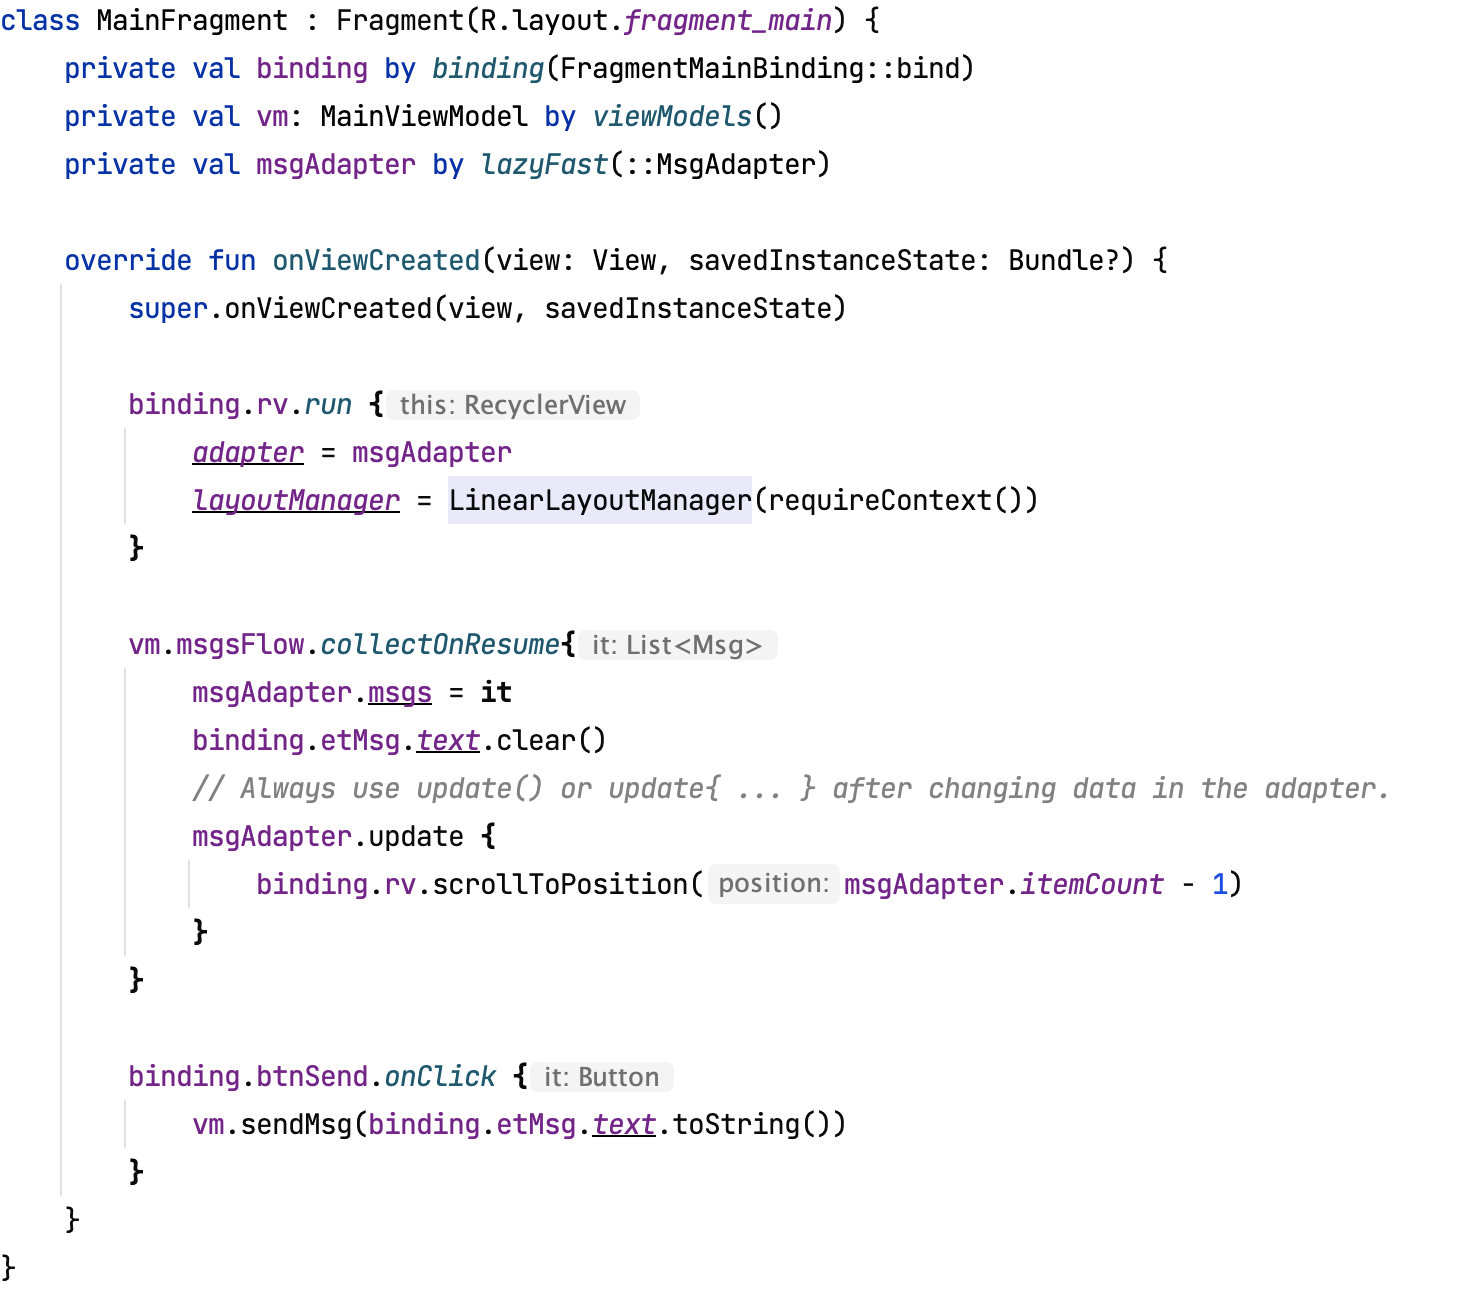 class MainFragment : Fragment(R.layout.fragment_main) {
    private val binding by binding(FragmentMainBinding::bind)
    private val vm: MainViewModel by viewModels()
    private val msgAdapter by lazyFast(::MsgAdapter)

    override fun onViewCreated(view: View, savedInstanceState: Bundle?) {
        super.onViewCreated(view, savedInstanceState)

        binding.rv.run { this: RecyclerView
            adapter = msgAdapter
            layoutManager = LinearLayoutManager(requireContext())
        }

        vm.msgsFlow.collectOnResume{ it: List<Msg>
            msgAdapter.msgs = it
            binding.etMsg.text.clear()
            // Always use update() or update{ ... } after changing data in the adapter.
            msgAdapter.update {
                binding.rv.scrollToPosition( position: msgAdapter.itemCount - 1)
            }
        }

        binding.btnSend.onClick { it: Button
            vm.sendMsg(binding.etMsg.text.toString())
        }
    }
}